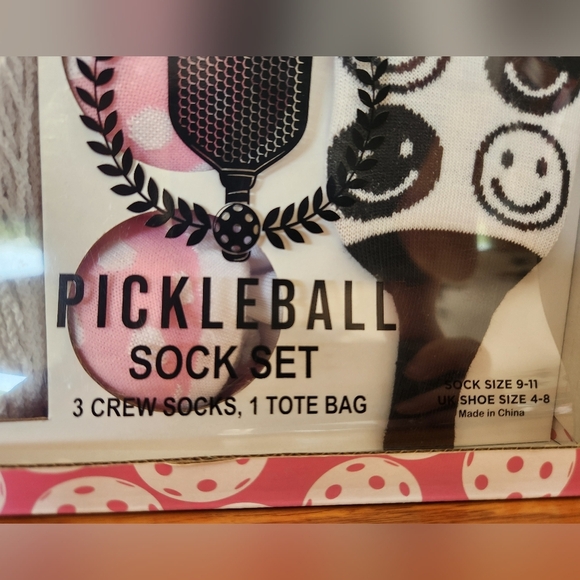 PICKLEBALL
SOCK SET
3 CREW SOCKS, 1 TOTE BAG
SOCK SIZE 9-11
UK SHOE SIZE 4-8
Made in China